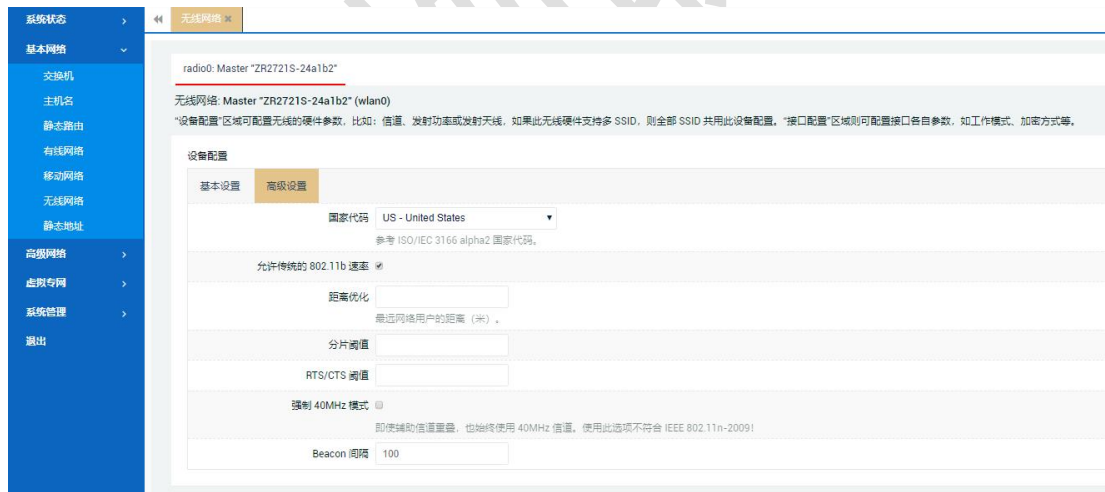 系统状态
基本网络
交换机
主机名
静态路由
有线网络
移动网络
无线网络
静态地址
高级网络
虚拟专网
系统管理
退出
无线网络
radio0: Master "ZR2721S-24a1b2"
无线网络: Master "ZR2721S-24a1b2" (wlan0)
"设备配置"区域可配置无线的硬件参数，比如：信道、发射功率或发射天线，如果此无线硬件支持多 SSID，则全部 SSID 共用此设备配置。"接口配置"区域则可配置接口各自参数，如工作模式、加密方式等。
设备配置
基本设置 高级设置
国家代码 US - United States
参考 ISO/IEC 3166 alpha2 国家代码。
允许传统的 802.11b 速率
距离优化
最远网络用户的距离（米）。
分片阈值
RTS/CTS 阈值
强制 40MHz 模式
即使辅助信道重叠，也始终使用 40MHz 信道。使用此选项不符合 IEEE 802.11n-2009!
Beacon 间隔 100